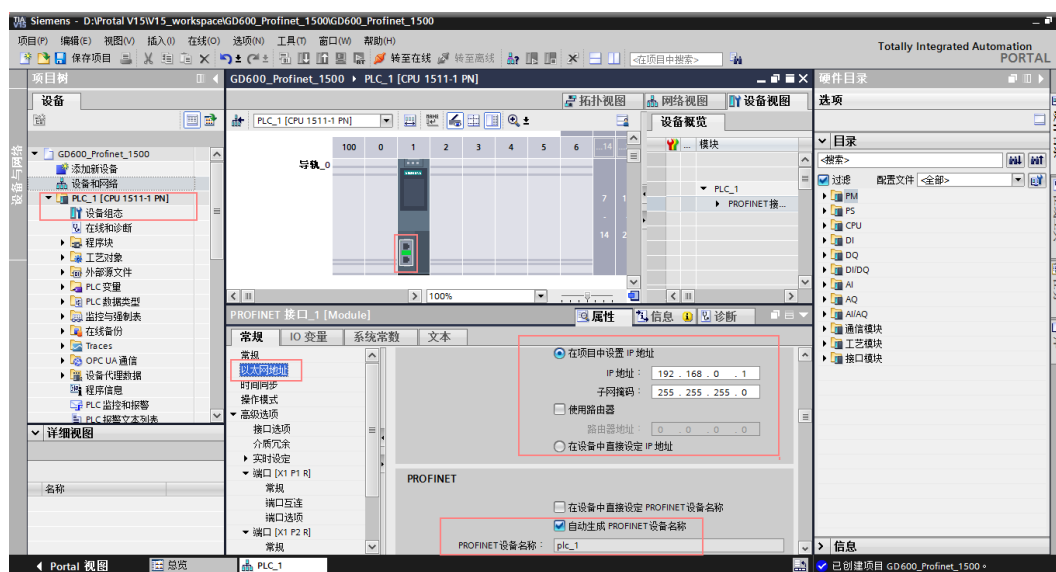 Siemens - D:\Protal V15\V15_workspace\GD600_Profinet_1500\GD600_Profinet_1500
项目(P) 编辑(E) 视图(V) 插入(I) 在线(O) 选项(N) 工具(T) 窗口(W) 帮助(H)
Totally Integrated Automation
PORTAL
保存项目 转至在线 转至离线 <在项目中搜索>
项目树
GD600_Profinet_1500 ▸ PLC_1 [CPU 1511-1 PN]
硬件目录
设备
拓扑视图 网络视图 设备视图
选项
PLC_1 [CPU 1511-1 PN]
设备概览
设备与网络
GD600_Profinet_1500
添加新设备
设备和网络
PLC_1 [CPU 1511-1 PN]
设备组态
在线和诊断
程序块
工艺对象
外部源文件
PLC 变量
PLC 数据类型
监控与强制表
在线备份
Traces
OPC UA 通信
设备代理数据
程序信息
PLC 监控和报警
PLC 报警文本列表
详细视图
名称
100 0 1 2 3 4 5 6 ...14
导轨_0
SIEMENS
7 1
- -
14 2
100%
... 模块
PLC_1
PROFINET 接...
目录
<搜索>
过滤 配置文件 <全部>
PM
PS
CPU
DI
DQ
DI/DQ
AI
AQ
AI/AQ
通信模块
工艺模块
接口模块
信息
PROFINET 接口_1 [Module]
属性 信息 诊断
常规 IO 变量 系统常数 文本
常规
以太网地址
时间同步
操作模式
高级选项
接口选项
介质冗余
实时设定
端口 [X1 P1 R]
常规
端口互连
端口选项
端口 [X1 P2 R]
常规
在项目中设置 IP 地址
IP 地址： 192 . 168 . 0 . 1
子网掩码： 255 . 255 . 255 . 0
使用路由器
路由器地址： 0 . 0 . 0 . 0
在设备中直接设定 IP 地址
PROFINET
在设备中直接设定 PROFINET 设备名称
自动生成 PROFINET 设备名称
PROFINET 设备名称： plc_1
Portal 视图 总览 PLC_1
已创建项目 GD600_Profinet_1500。